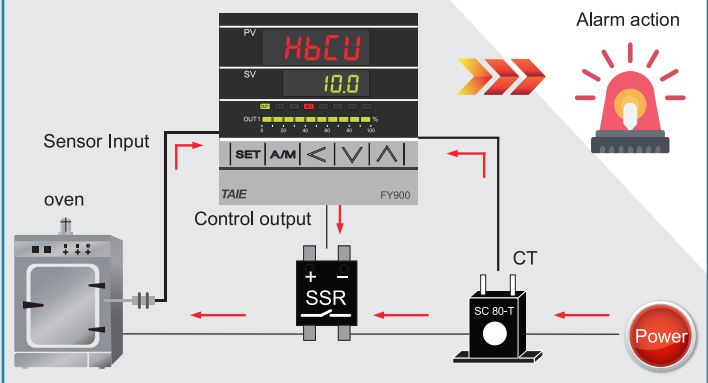 Alarm action
PV
HbCU
SV
10.0
OUT1
%
0 20 40 60 80 100
SET A/M
TAIE
FY900
Sensor Input
oven
Control output
+ −
SSR
CT
SC 80-T
Power